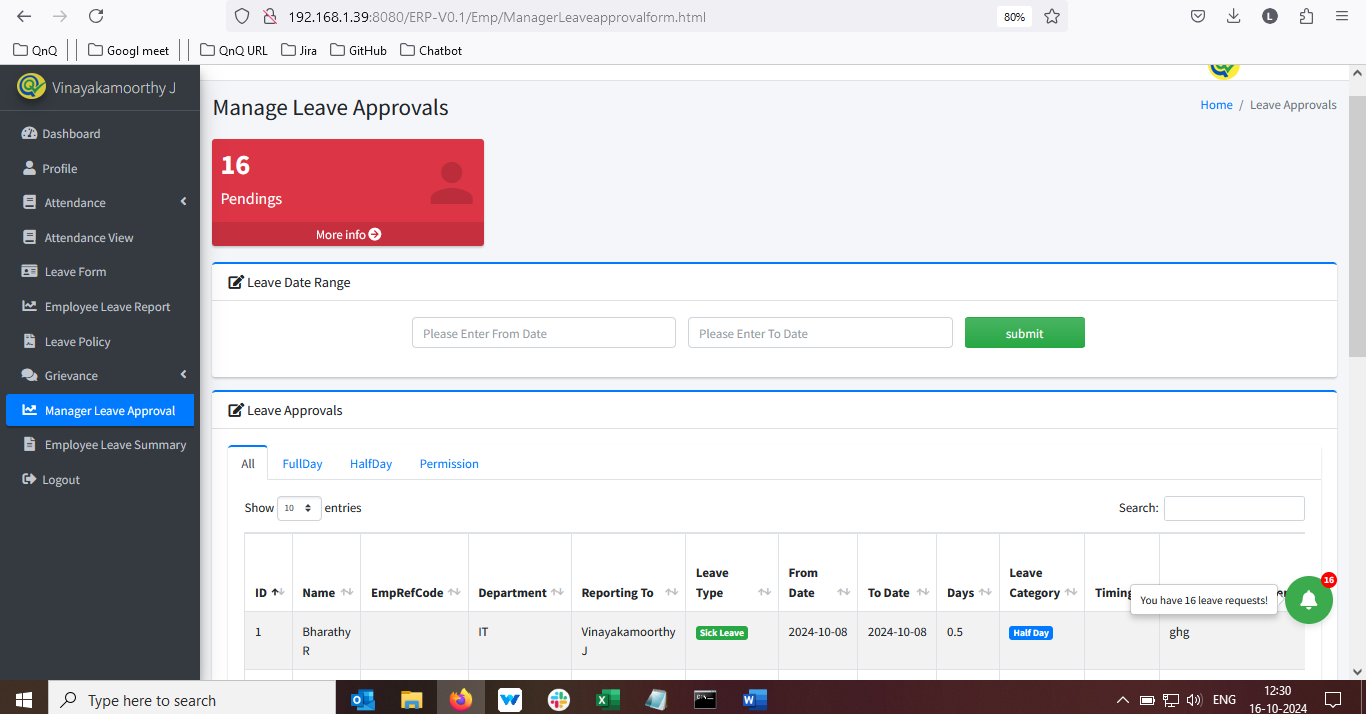 192.168.1.39:8080/ERP-V0.1/Emp/ManagerLeaveapprovalform.html
80%
L
QnQ
Googl meet
QnQ URL
Jira
GitHub
Chatbot
Vinayakamoorthy J
Dashboard
Profile
Attendance
Attendance View
Leave Form
Employee Leave Report
Leave Policy
Grievance
Manager Leave Approval
Employee Leave Summary
Logout
Manage Leave Approvals
Home / Leave Approvals
16
Pendings
More info
Leave Date Range
Please Enter From Date
Please Enter To Date
submit
Leave Approvals
All
FullDay
HalfDay
Permission
Show 10 entries
Search:
ID
Name
EmpRefCode
Department
Reporting To
Leave
Type
From
Date
To Date
Days
Leave
Category
1
Bharathy
R
IT
Vinayakamoorthy
J
Sick Leave
2024-10-08
2024-10-08
0.5
Half Day
ghg
You have 16 leave requests!
16
Type here to search
ENG
12:30
16-10-2024